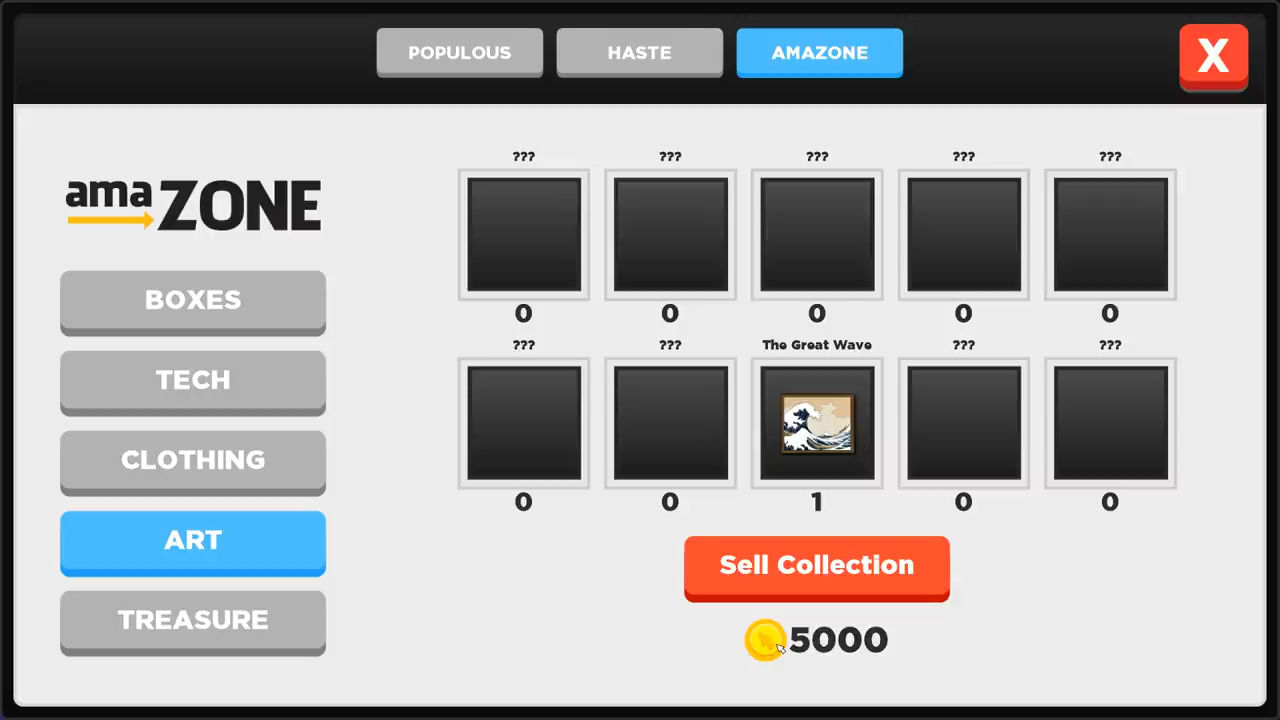 POPULOUS HASTE AMAZONE X
amaZONE
BOXES
TECH
CLOTHING
ART
TREASURE
??? ??? ??? ??? ???
0 0 0 0 0
??? ??? The Great Wave ??? ???
0 0 1 0 0
Sell Collection
5000